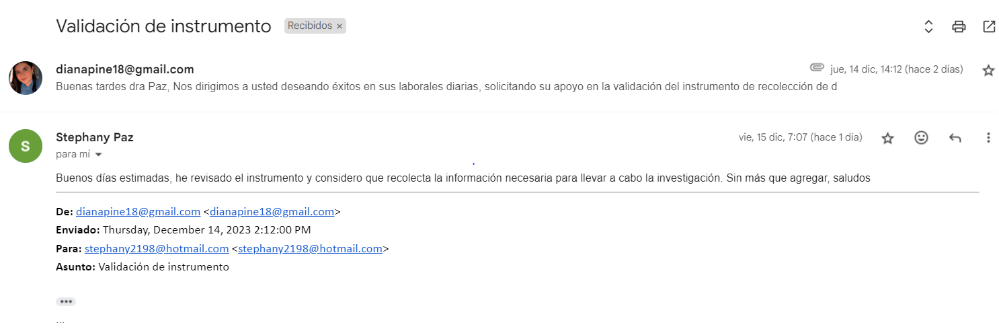 Validación de instrumento Recibidos ×
dianapine18@gmail.com jue, 14 dic, 14:12 (hace 2 días)
Buenas tardes dra Paz, Nos dirigimos a usted deseando éxitos en sus laborales diarias, solicitando su apoyo en la validación del instrumento de recolección de d
S
Stephany Paz vie, 15 dic, 7:07 (hace 1 día)
para mí
Buenos días estimadas, he revisado el instrumento y considero que recolecta la información necesaria para llevar a cabo la investigación. Sin más que agregar, saludos
De: dianapine18@gmail.com <dianapine18@gmail.com>
Enviado: Thursday, December 14, 2023 2:12:00 PM
Para: stephany2198@hotmail.com <stephany2198@hotmail.com>
Asunto: Validación de instrumento
...